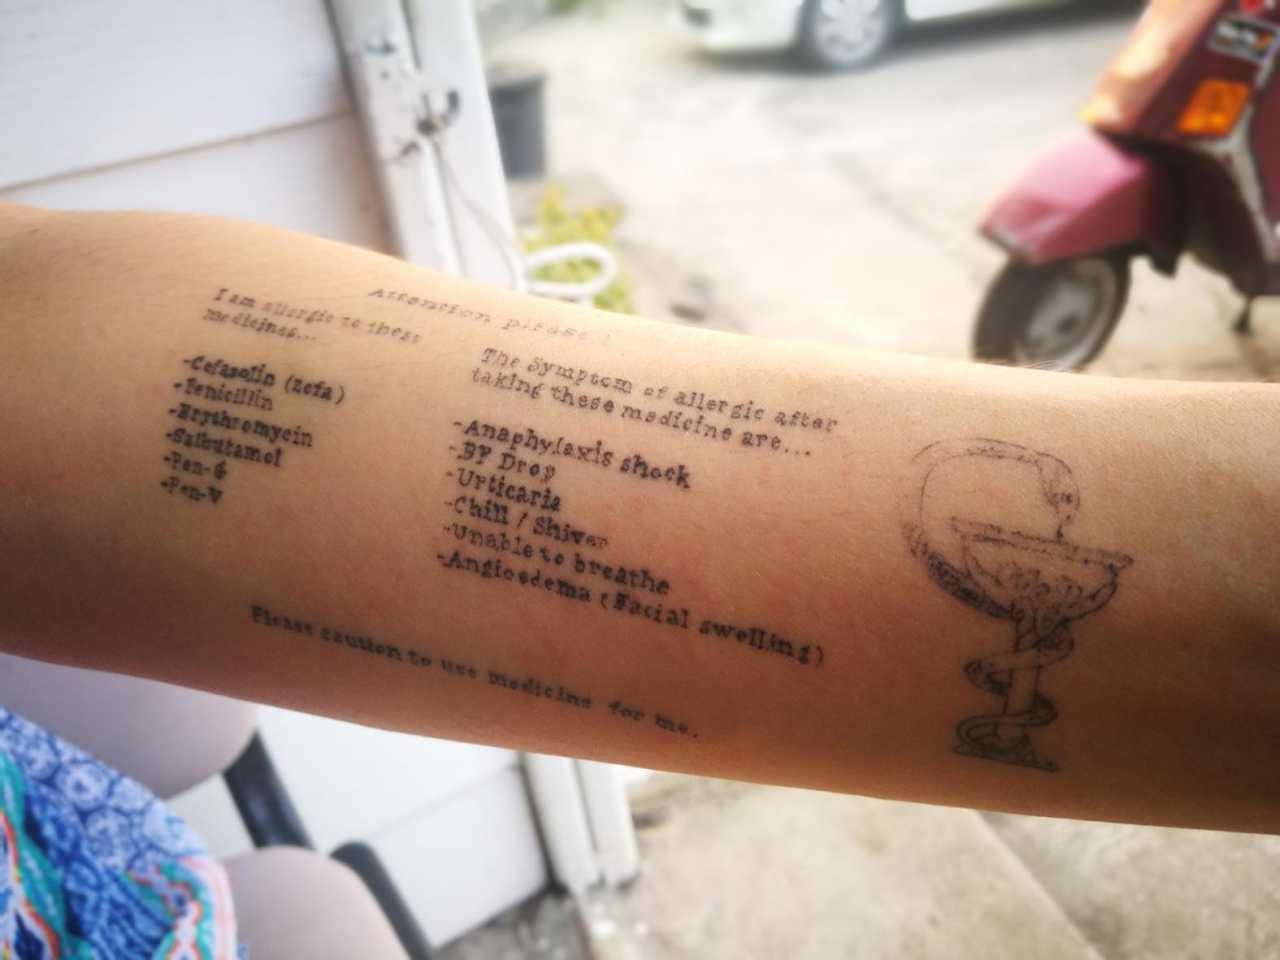 Attention please :
I am allergic to these
medicines...
-Cefasolin (zefa)
-Penicillin
-Erythromycin
-Salbutamol
-Pen-G
-Pen-V
The Symptom of allergic after
taking these medicine are...
-Anaphylaxis shock
-BP Drop
-Urticaria
-Chill / Shiver
-Unable to breathe
-Angioedema (Facial swelling)
Please caution to use medicine for me.